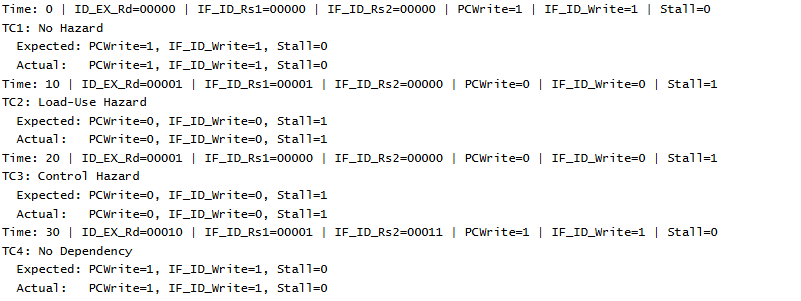 Time: 0 | ID_EX_Rd=00000 | IF_ID_Rs1=00000 | IF_ID_Rs2=00000 | PCWrite=1 | IF_ID_Write=1 | Stall=0
TC1: No Hazard
  Expected: PCWrite=1, IF_ID_Write=1, Stall=0
  Actual:   PCWrite=1, IF_ID_Write=1, Stall=0
Time: 10 | ID_EX_Rd=00001 | IF_ID_Rs1=00001 | IF_ID_Rs2=00000 | PCWrite=0 | IF_ID_Write=0 | Stall=1
TC2: Load-Use Hazard
  Expected: PCWrite=0, IF_ID_Write=0, Stall=1
  Actual:   PCWrite=0, IF_ID_Write=0, Stall=1
Time: 20 | ID_EX_Rd=00001 | IF_ID_Rs1=00000 | IF_ID_Rs2=00000 | PCWrite=0 | IF_ID_Write=0 | Stall=1
TC3: Control Hazard
  Expected: PCWrite=0, IF_ID_Write=0, Stall=1
  Actual:   PCWrite=0, IF_ID_Write=0, Stall=1
Time: 30 | ID_EX_Rd=00010 | IF_ID_Rs1=00001 | IF_ID_Rs2=00011 | PCWrite=1 | IF_ID_Write=1 | Stall=0
TC4: No Dependency
  Expected: PCWrite=1, IF_ID_Write=1, Stall=0
  Actual:   PCWrite=1, IF_ID_Write=1, Stall=0